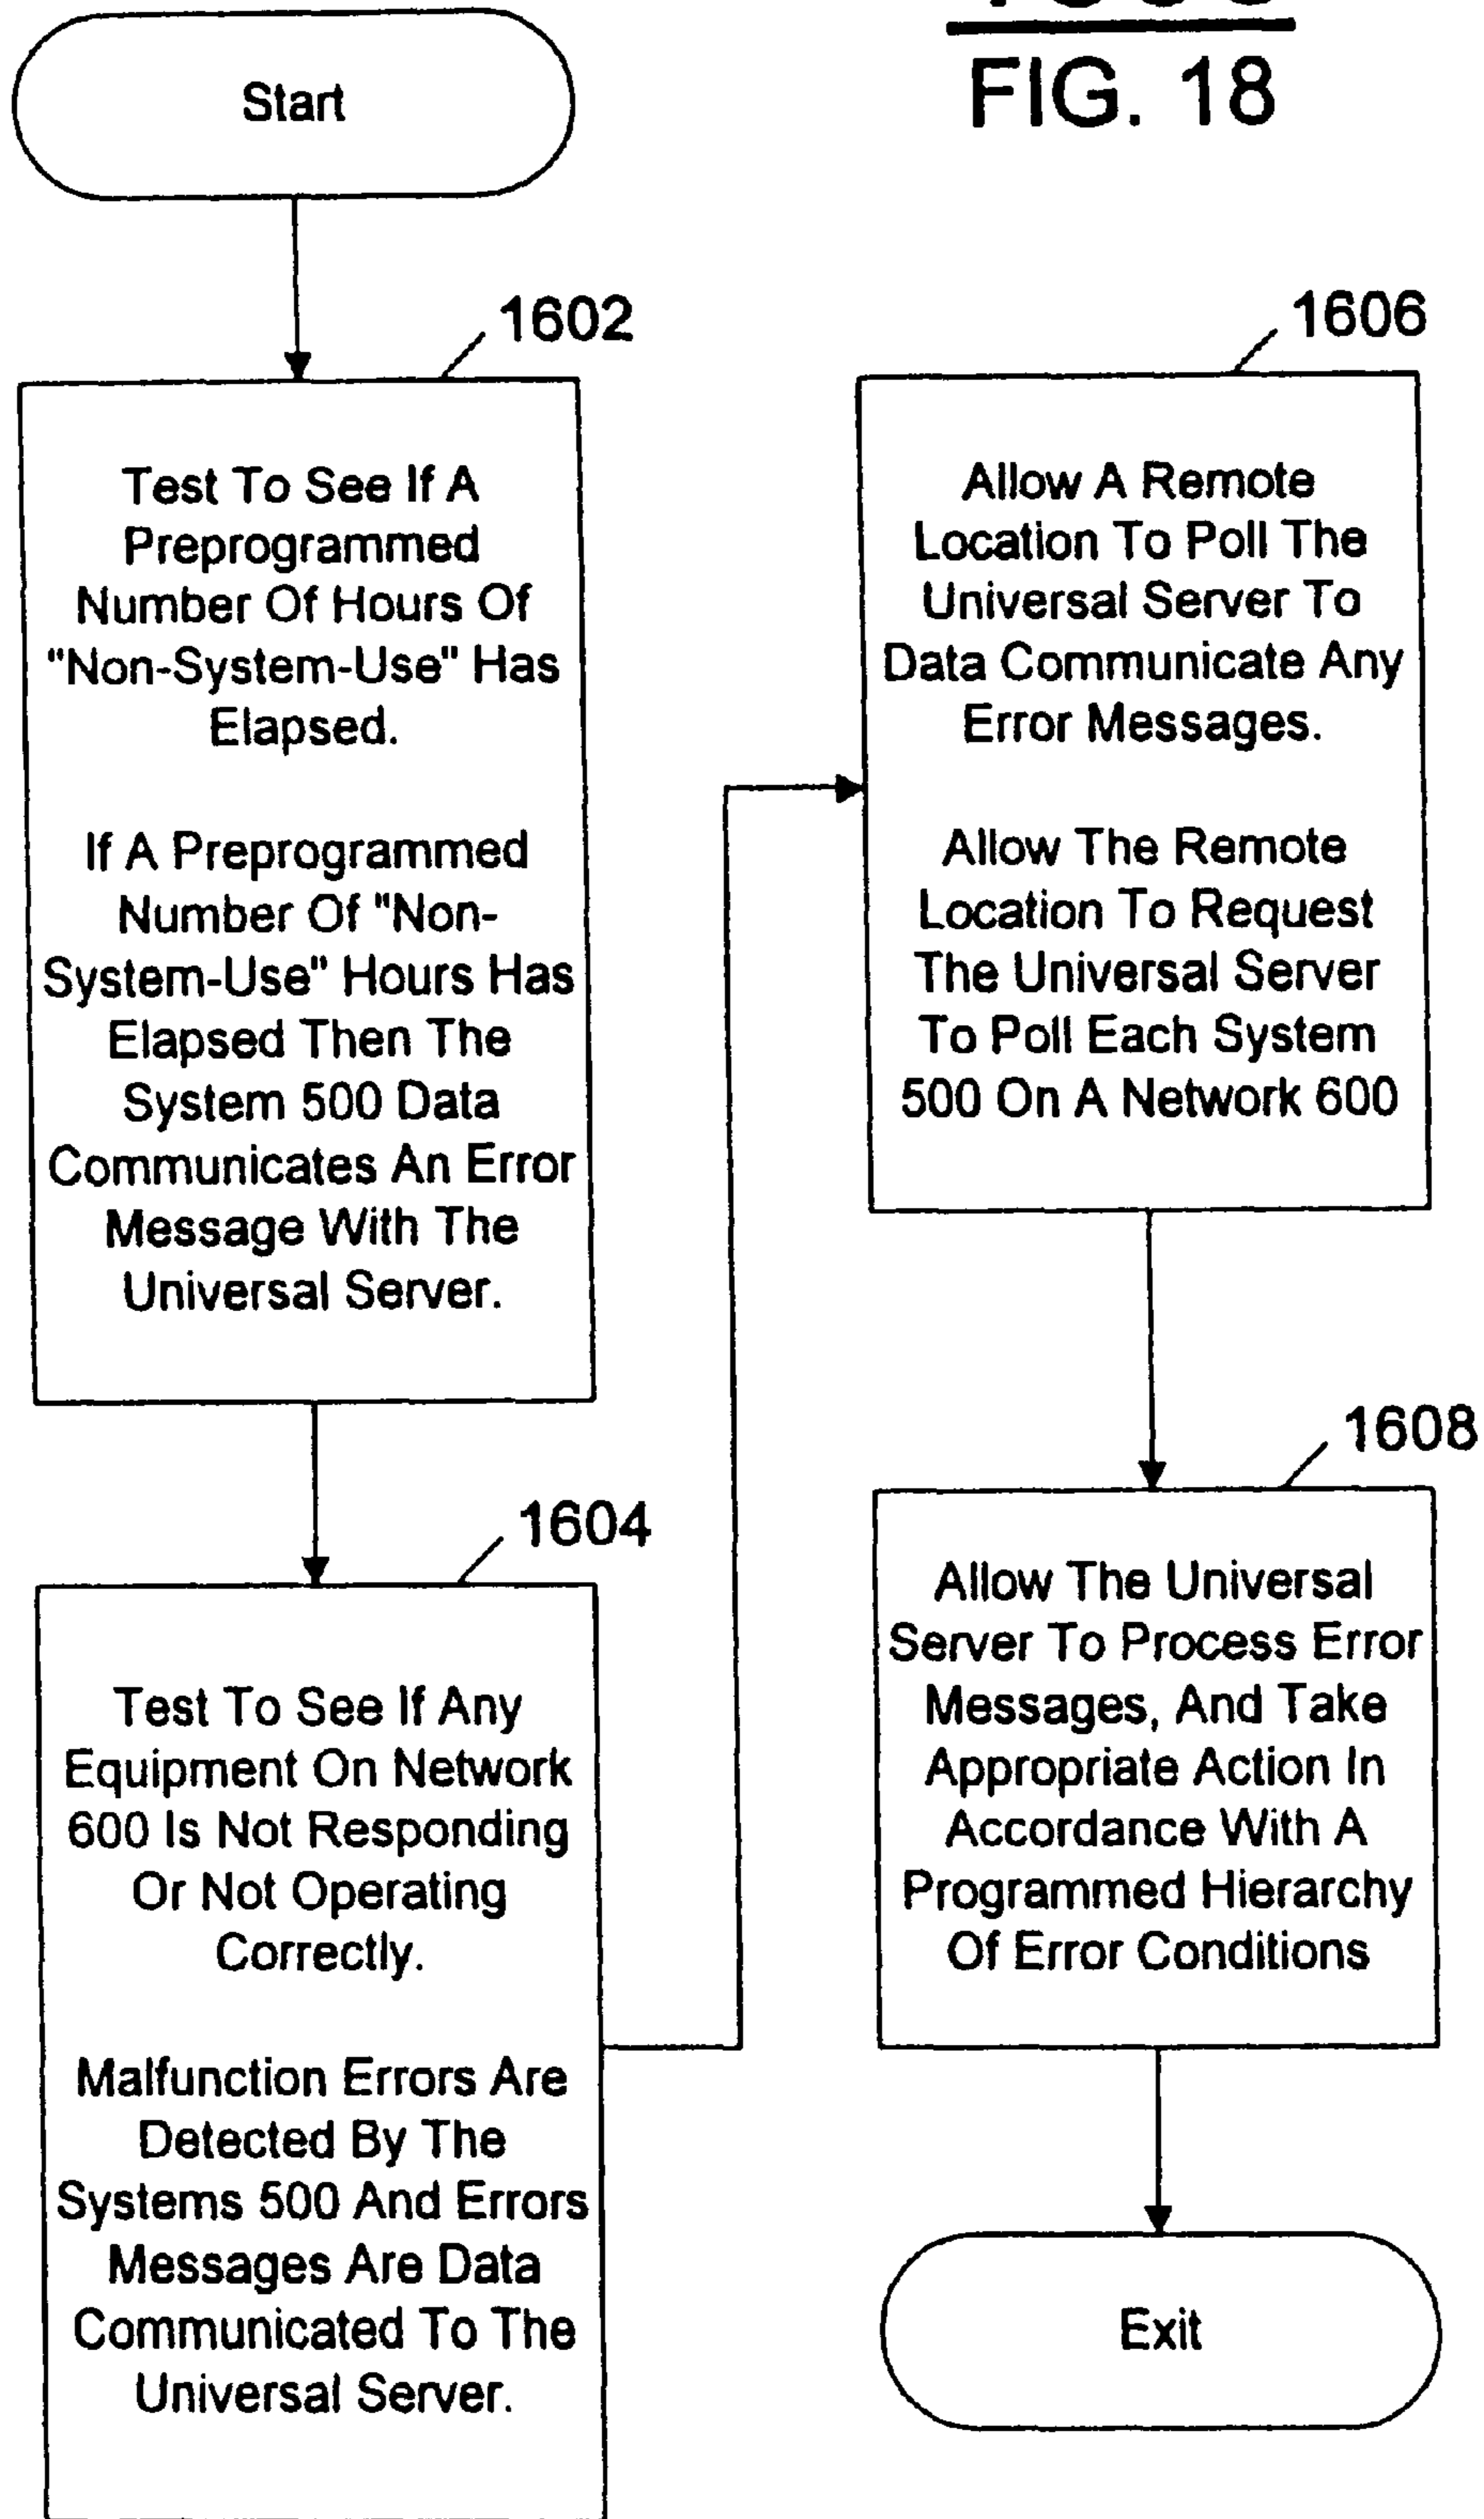 FIG. 18
Start
1602
Test To See If A
Preprogrammed
Number Of Hours Of
"Non-System-Use" Has
Elapsed.
If A Preprogrammed
Number Of "Non-
System-Use" Hours Has
Elapsed Then The
System 500 Data
Communicates An Error
Message With The
Universal Server.
1604
Test To See If Any
Equipment On Network
600 Is Not Responding
Or Not Operating
Correctly.
Malfunction Errors Are
Detected By The
Systems 500 And Errors
Messages Are Data
Communicated To The
Universal Server.
1606
Allow A Remote
Location To Poll The
Universal Server To
Data Communicate Any
Error Messages.
Allow The Remote
Location To Request
The Universal Server
To Poll Each System
500 On A Network 600
1608
Allow The Universal
Server To Process Error
Messages, And Take
Appropriate Action In
Accordance With A
Programmed Hierarchy
Of Error Conditions
Exit